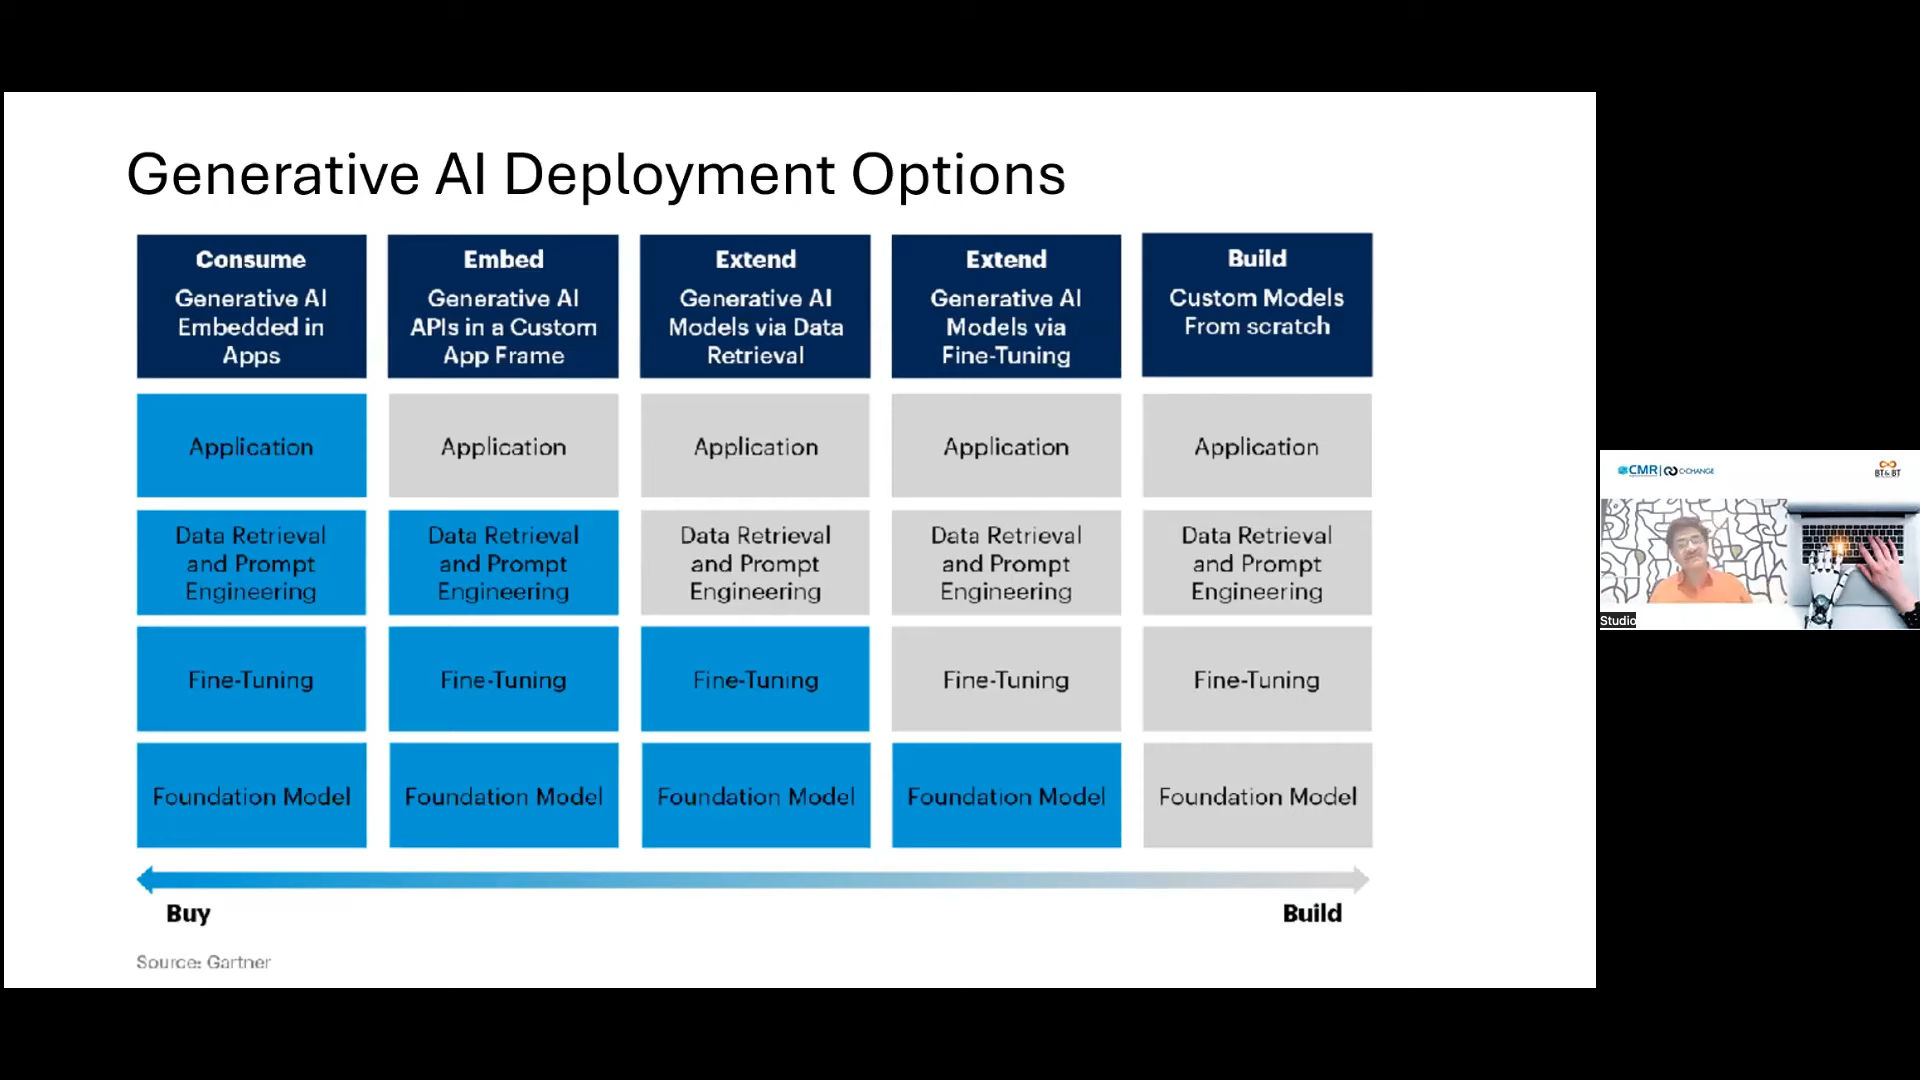 Generative AI Deployment Options
Consume
Generative AI
Embedded in
Apps
Embed
Generative AI
APIs in a Custom
App Frame
Extend
Generative AI
Models via Data
Retrieval
Extend
Generative AI
Models via
Fine-Tuning
Build
Custom Models
From scratch
Application
Application
Application
Application
Application
Data Retrieval
and Prompt
Engineering
Data Retrieval
and Prompt
Engineering
Data Retrieval
and Prompt
Engineering
Data Retrieval
and Prompt
Engineering
Data Retrieval
and Prompt
Engineering
Fine-Tuning
Fine-Tuning
Fine-Tuning
Fine-Tuning
Fine-Tuning
Foundation Model
Foundation Model
Foundation Model
Foundation Model
Foundation Model
Buy
Build
Source: Gartner
CMR
C-CHANGE
BT& BT
Studio